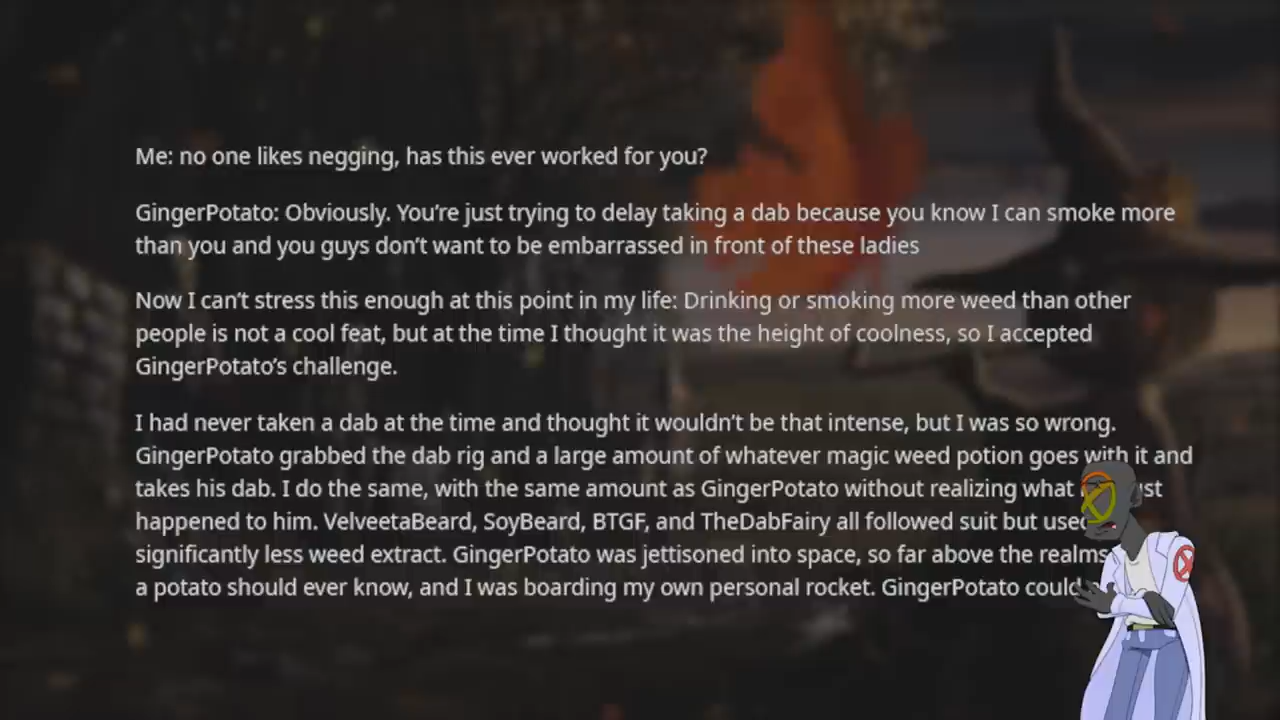 Me: no one likes negging, has this ever worked for you?
GingerPotato: Obviously. You’re just trying to delay taking a dab because you know I can smoke more
than you and you guys don’t want to be embarrassed in front of these ladies
Now I can’t stress this enough at this point in my life: Drinking or smoking more weed than other
people is not a cool feat, but at the time I thought it was the height of coolness, so I accepted
GingerPotato’s challenge.
I had never taken a dab at the time and thought it wouldn’t be that intense, but I was so wrong.
GingerPotato grabbed the dab rig and a large amount of whatever magic weed potion goes with it and
takes his dab. I do the same, with the same amount as GingerPotato without realizing what
happened to him. VelveetaBeard, SoyBeard, BTGF, and TheDabFairy all followed suit but used
significantly less weed extract. GingerPotato was jettisoned into space, so far above the realms
a potato should ever know, and I was boarding my own personal rocket. GingerPotato could